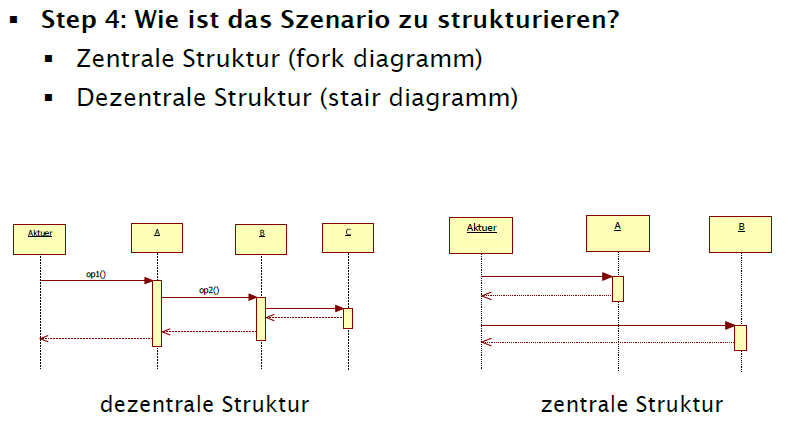 ▪ Step 4: Wie ist das Szenario zu strukturieren?
▪ Zentrale Struktur (fork diagramm)
▪ Dezentrale Struktur (stair diagramm)
Aktuer A B C
op1()
op2()
dezentrale Struktur
Aktuer A B
zentrale Struktur